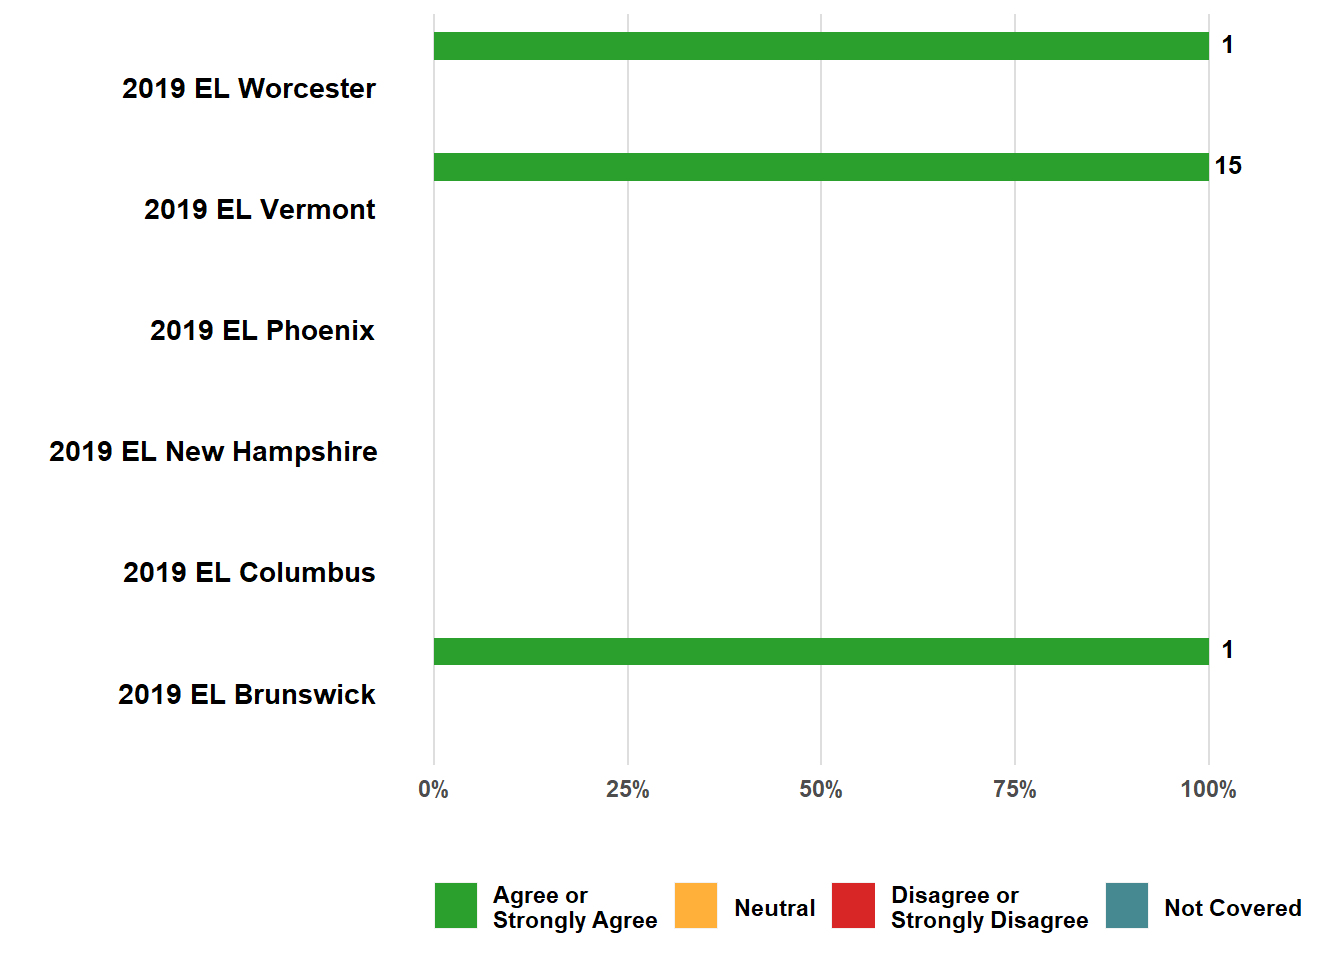 1
2019 EL Worcester
15
2019 EL Vermont
2019 EL Phoenix
2019 EL New Hampshire
2019 EL Columbus
1
2019 EL Brunswick
0% 25% 50% 75% 100%
Agree or
Strongly Agree
Neutral
Disagree or
Strongly Disagree
Not Covered